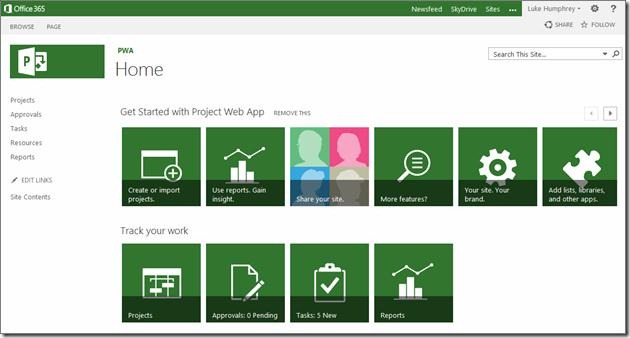 Office 365
Newsfeed SkyDrive Sites ... Luke Humphrey ?
BROWSE PAGE SHARE FOLLOW
P
PWA
Home
Search This Site...
Projects
Approvals
Tasks
Resources
Reports
EDIT LINKS
Site Contents
Get Started with Project Web App REMOVE THIS
Create or import
projects.
Use reports. Gain
insight.
Share your site.
More features?
Your site. Your
brand.
Add lists, libraries,
and other apps.
Track your work
Projects
Approvals: 0 Pending
Tasks: 5 New
Reports